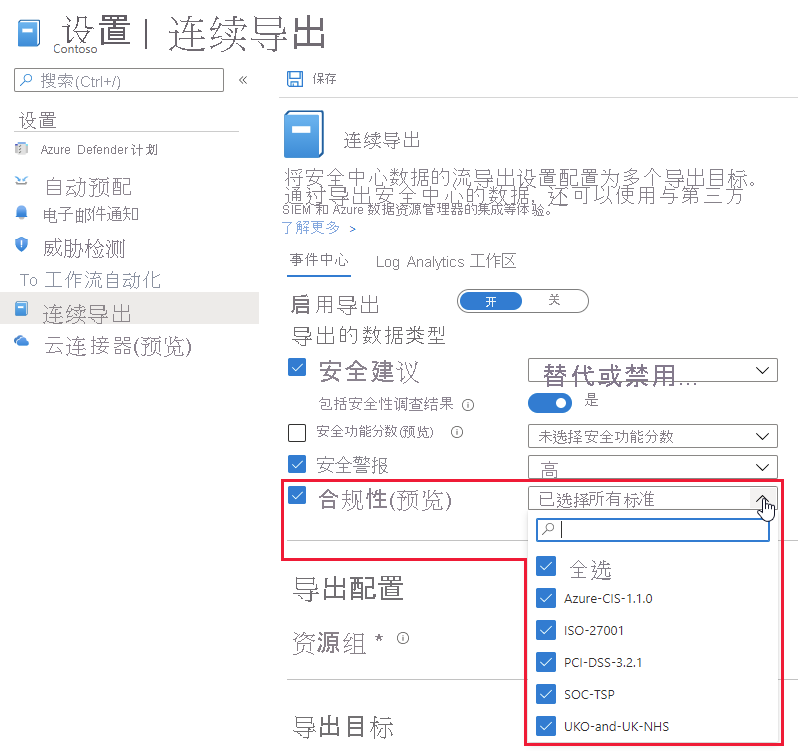 设置 | 连续导出
Contoso
搜索(Ctrl+/)
«
保存
设置
Azure Defender 计划
自动预配
电子邮件通知
威胁检测
To 工作流自动化
连续导出
云连接器(预览)
连续导出
将安全中心数据的流导出设置配置为多个导出目标。
通过导出安全中心的数据, 还可以使用与第三方
SIEM 和 Azure 数据资源管理器的集成等体验。
了解更多 >
事件中心 Log Analytics 工作区
启用导出 开 关
导出的数据类型
安全建议 替代或禁用...
包括安全性调查结果 是
安全功能分数(预览) 未选择安全功能分数
安全警报 高
合规性(预览) 已选择所有标准
全选
Azure-CIS-1.1.0
ISO-27001
PCI-DSS-3.2.1
SOC-TSP
UKO-and-UK-NHS
导出配置
资源组 *
导出目标